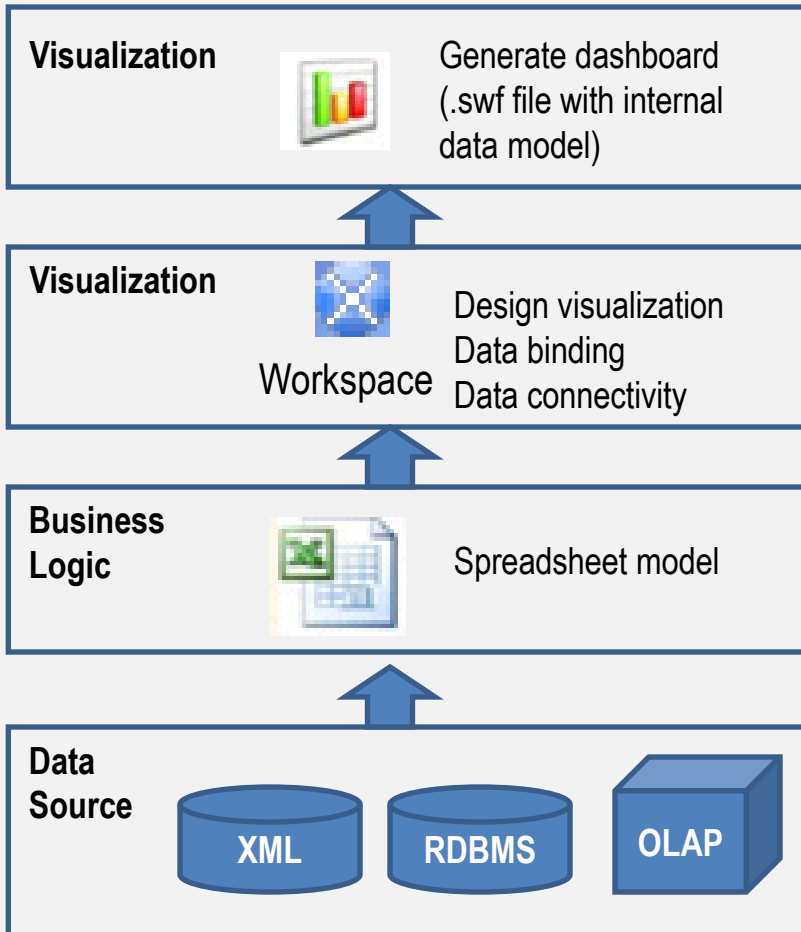 Visualization
Generate dashboard
(.swf file with internal
data model)
Visualization
Workspace
Design visualization
Data binding
Data connectivity
Business
Logic
Spreadsheet model
Data
Source
XML
RDBMS
OLAP